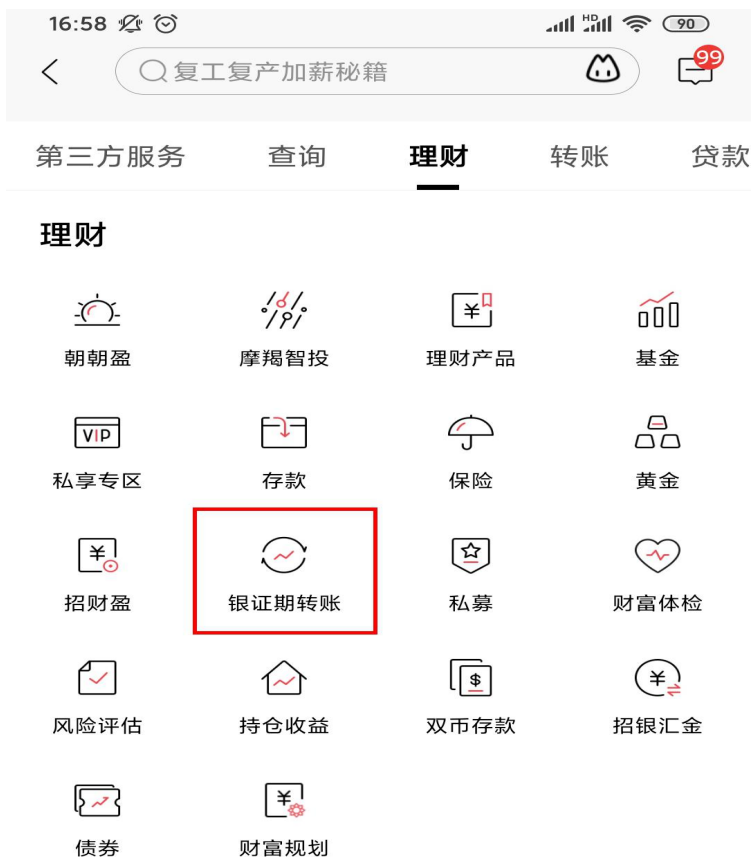 16:58 HD 90
复工复产加薪秘籍 99
第三方服务 查询 理财 转账 贷款
理财
¥
朝朝盈 摩羯智投 理财产品 基金
VIP
私享专区 存款 保险 黄金
¥
招财盈 银证期转账 私募 财富体检
$ ¥
风险评估 持仓收益 双币存款 招银汇金
¥
债券 财富规划